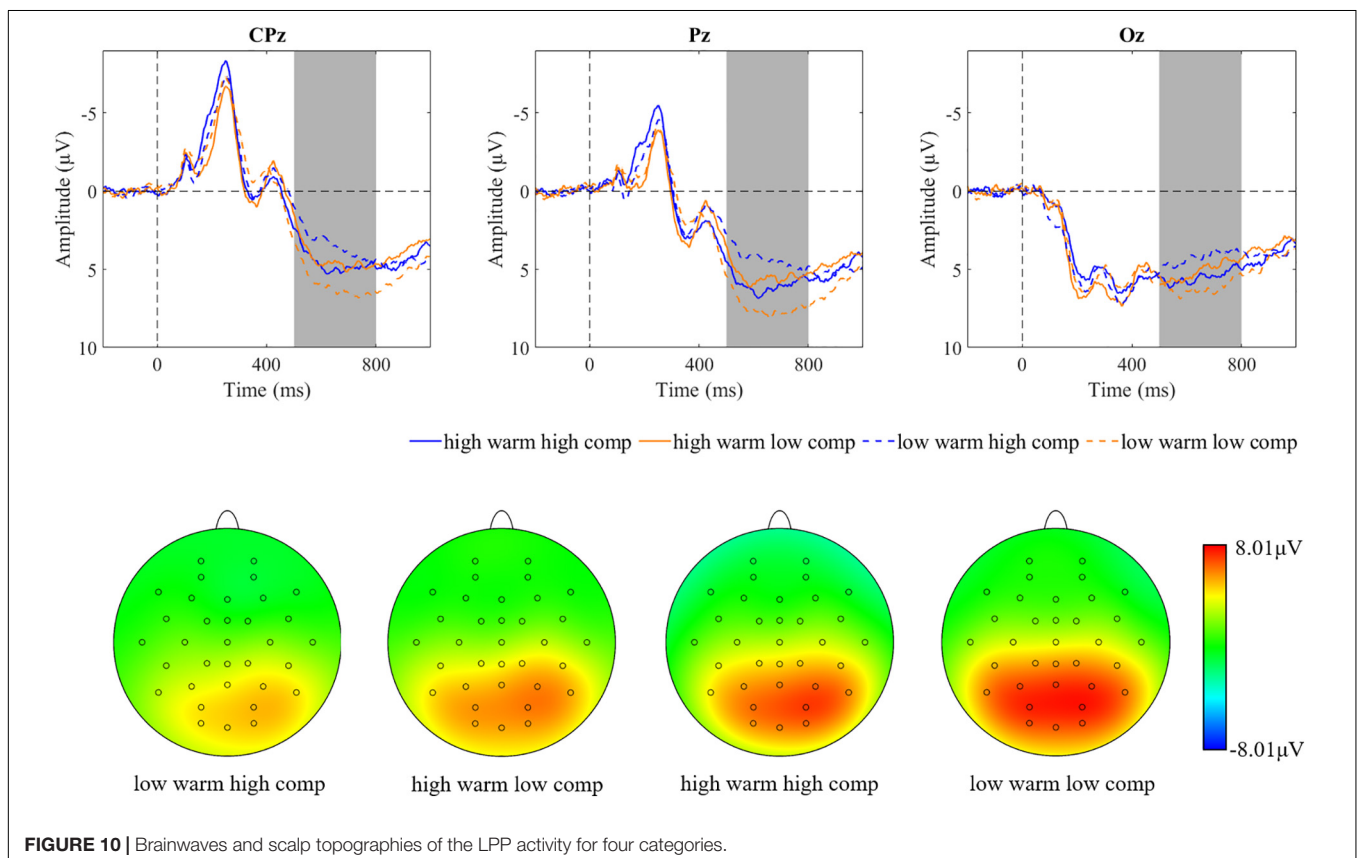 CPz
Pz
Oz
Amplitude (µV)
-5
0
5
10
0
400
800
Time (ms)
Amplitude (µV)
-5
0
5
10
0
400
800
Time (ms)
Amplitude (µV)
-5
0
5
10
0
400
800
Time (ms)
high warm high comp
high warm low comp
low warm high comp
low warm low comp
8.01µV
-8.01µV
low warm high comp
high warm low comp
high warm high comp
low warm low comp
FIGURE 10 | Brainwaves and scalp topographies of the LPP activity for four categories.